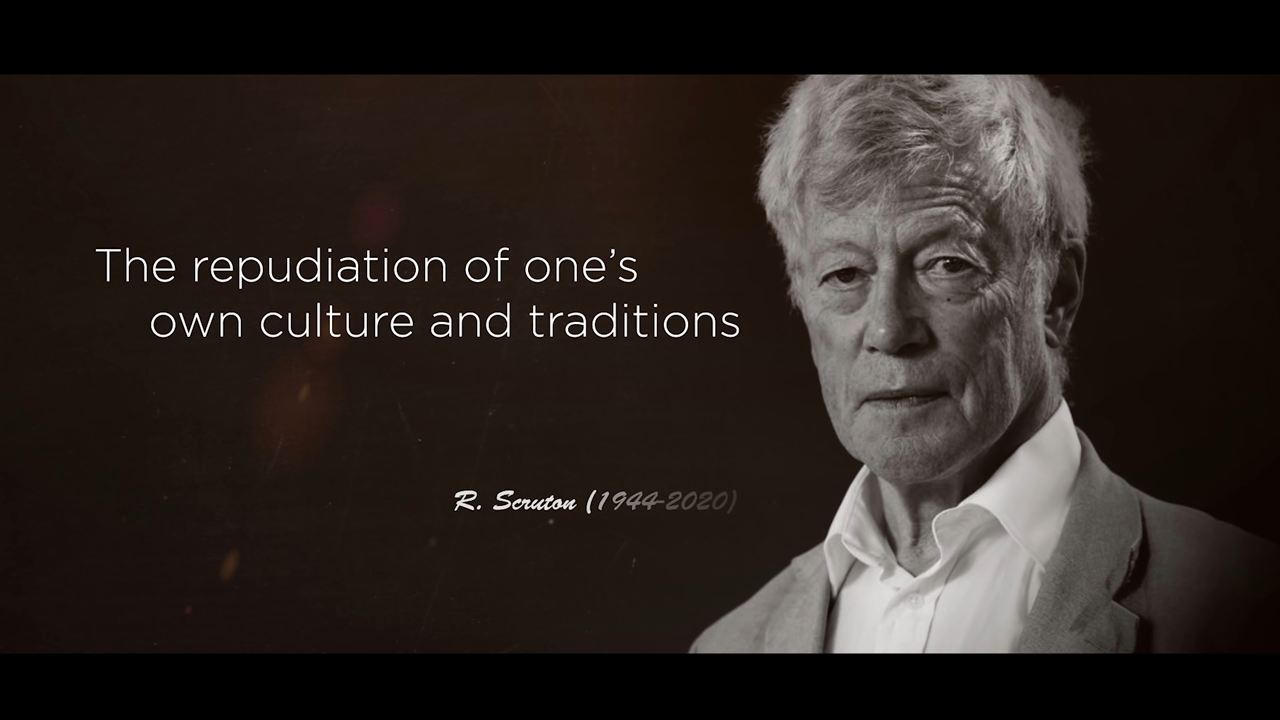 The repudiation of one’s
own culture and traditions
R. Scruton (1944-2020)